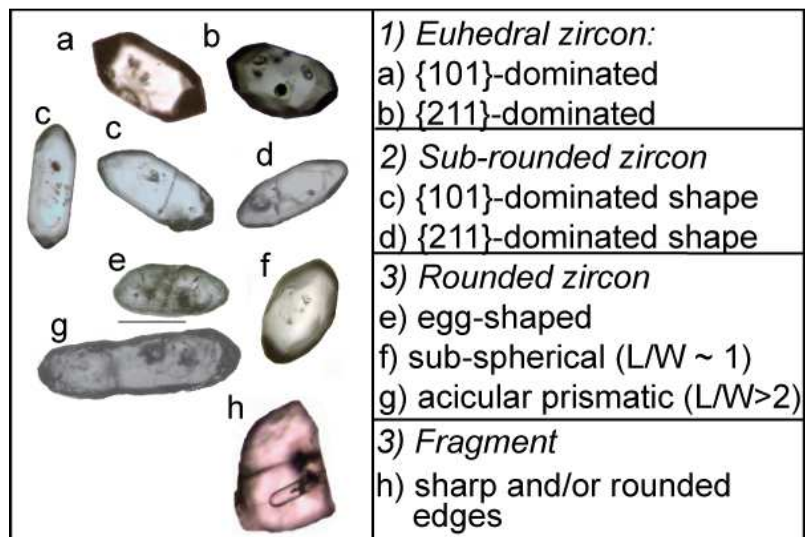 a
b
c
c
d
e
f
g
h
1) Euhedral zircon:
a) {101}-dominated
b) {211}-dominated
2) Sub-rounded zircon
c) {101}-dominated shape
d) {211}-dominated shape
3) Rounded zircon
e) egg-shaped
f) sub-spherical (L/W ~ 1)
g) acicular prismatic (L/W>2)
3) Fragment
h) sharp and/or rounded
edges